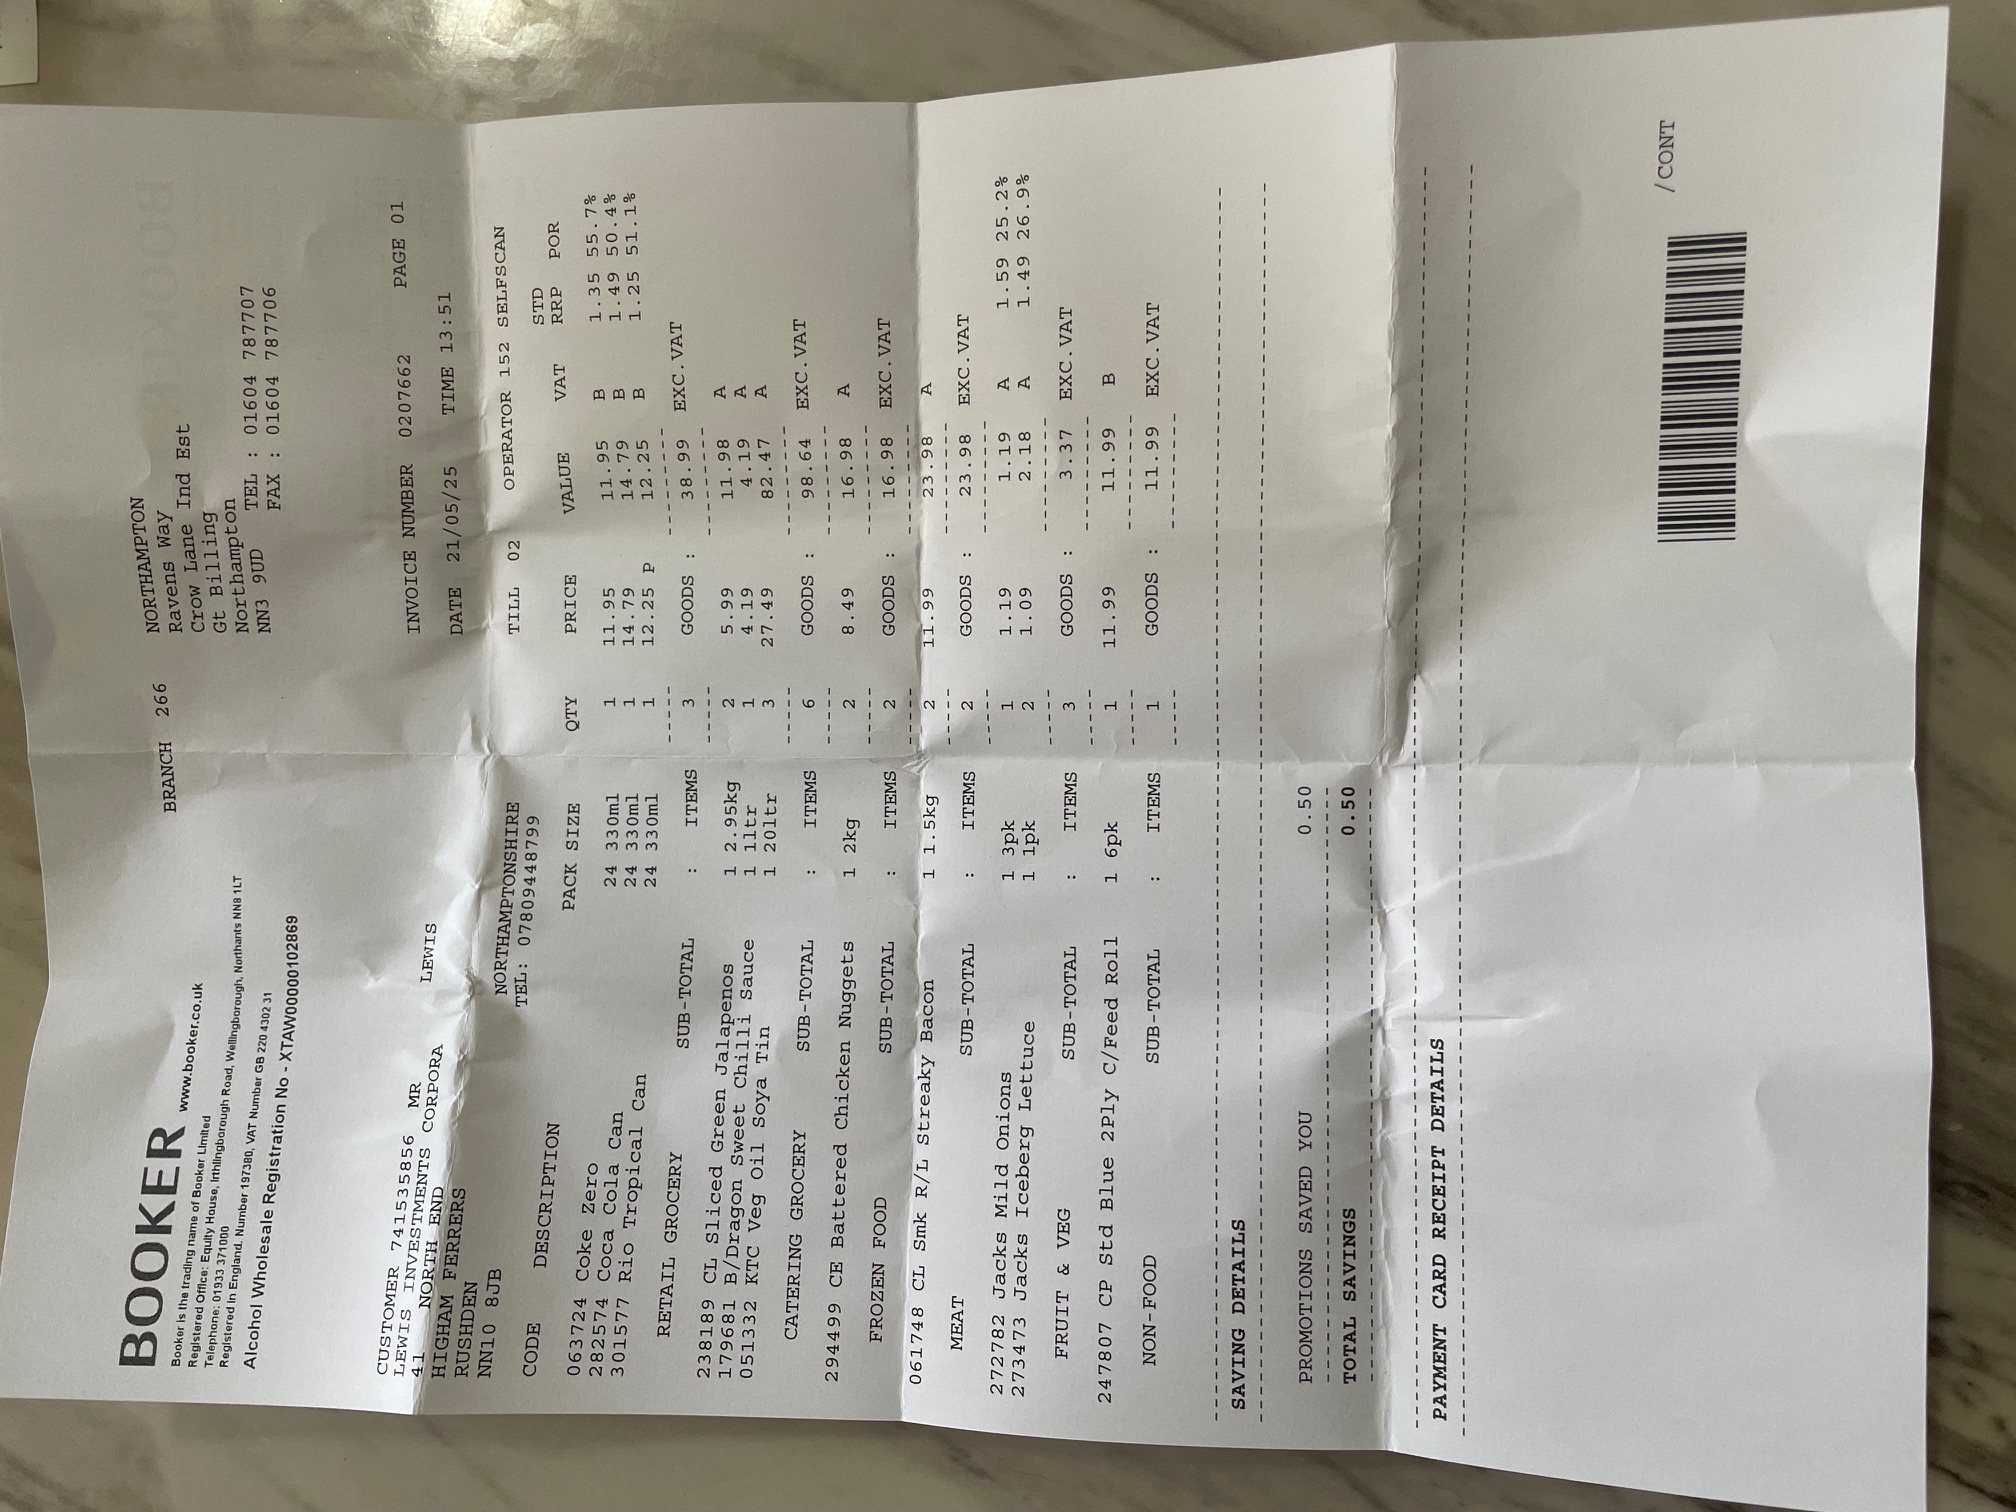 BOOKER www.booker.co.uk
Booker is the trading name of Booker Limited
Registered Office: Equity House, Irthlingborough Road, Wellingborough, Northants NN8 1LT
Telephone: 01933 371000
Registered in England. Number 197380, VAT Number GB 220 4302 31
Alcohol Wholesale Registration No - XTAW00000102869
BRANCH 266
NORTHAMPTON
Ravens Way
Crow Lane Ind Est
Gt Billing
Northampton
NN3 9UD TEL : 01604 787707
FAX : 01604 787706
CUSTOMER 741535856 MR LEWIS
LEWIS INVESTMENTS CORPORA
41 NORTH END
HIGHAM FERRERS
RUSHDEN NORTHAMPTONSHIRE
NN10 8JB TEL: 07809448799
INVOICE NUMBER 0207662 PAGE 01
DATE 21/05/25 TIME 13:51
TILL 02 OPERATOR 152 SELFSCAN
CODE DESCRIPTION PACK SIZE QTY PRICE VALUE VAT STD RRP POR
063724 Coke Zero 24 330ml 1 11.95 11.95 B 1.35 55.7%
282574 Coca Cola Can 24 330ml 1 14.79 14.79 B 1.49 50.4%
301577 Rio Tropical Can 24 330ml 1 12.25 P 12.25 B 1.25 51.1%
----- ---------
RETAIL GROCERY SUB-TOTAL : ITEMS 3 GOODS : 38.99 EXC.VAT
----- ---------
238189 CL Sliced Green Jalapenos 1 2.95kg 2 5.99 11.98 A
179681 B/Dragon Sweet Chilli Sauce 1 1ltr 1 4.19 4.19 A
051332 KTC Veg Oil Soya Tin 1 20ltr 3 27.49 82.47 A
----- ---------
CATERING GROCERY SUB-TOTAL : ITEMS 6 GOODS : 98.64 EXC.VAT
----- ---------
294499 CE Battered Chicken Nuggets 1 2kg 2 8.49 16.98 A
----- ---------
FROZEN FOOD SUB-TOTAL : ITEMS 2 GOODS : 16.98 EXC.VAT
----- ---------
061748 CL Smk R/L Streaky Bacon 1 1.5kg 2 11.99 23.98 A
----- ---------
MEAT SUB-TOTAL : ITEMS 2 GOODS : 23.98 EXC.VAT
----- ---------
272782 Jacks Mild Onions 1 3pk 1 1.19 1.19 A 1.59 25.2%
273473 Jacks Iceberg Lettuce 1 1pk 2 1.09 2.18 A 1.49 26.9%
----- ---------
FRUIT & VEG SUB-TOTAL : ITEMS 3 GOODS : 3.37 EXC.VAT
----- ---------
247807 CP Std Blue 2Ply C/Feed Roll 1 6pk 1 11.99 11.99 B
----- ---------
NON-FOOD SUB-TOTAL : ITEMS 1 GOODS : 11.99 EXC.VAT
----- ---------
SAVING DETAILS
PROMOTIONS SAVED YOU 0.50
TOTAL SAVINGS 0.50
PAYMENT CARD RECEIPT DETAILS
/CONT